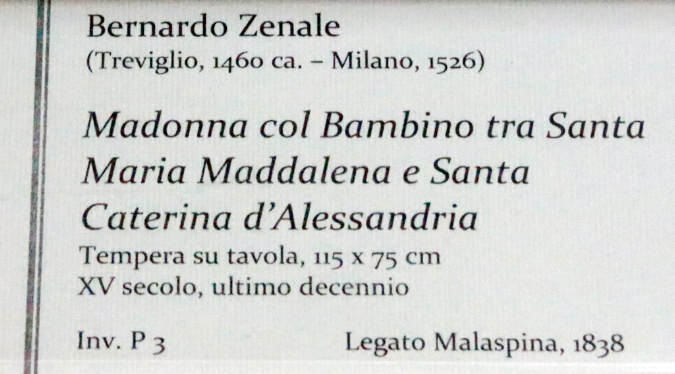 Bernardo Zenale
(Treviglio, 1460 ca. – Milano, 1526)
Madonna col Bambino tra Santa
Maria Maddalena e Santa
Caterina d’Alessandria
Tempera su tavola, 115 x 75 cm
XV secolo, ultimo decennio
Inv. P 3 Legato Malaspina, 1838